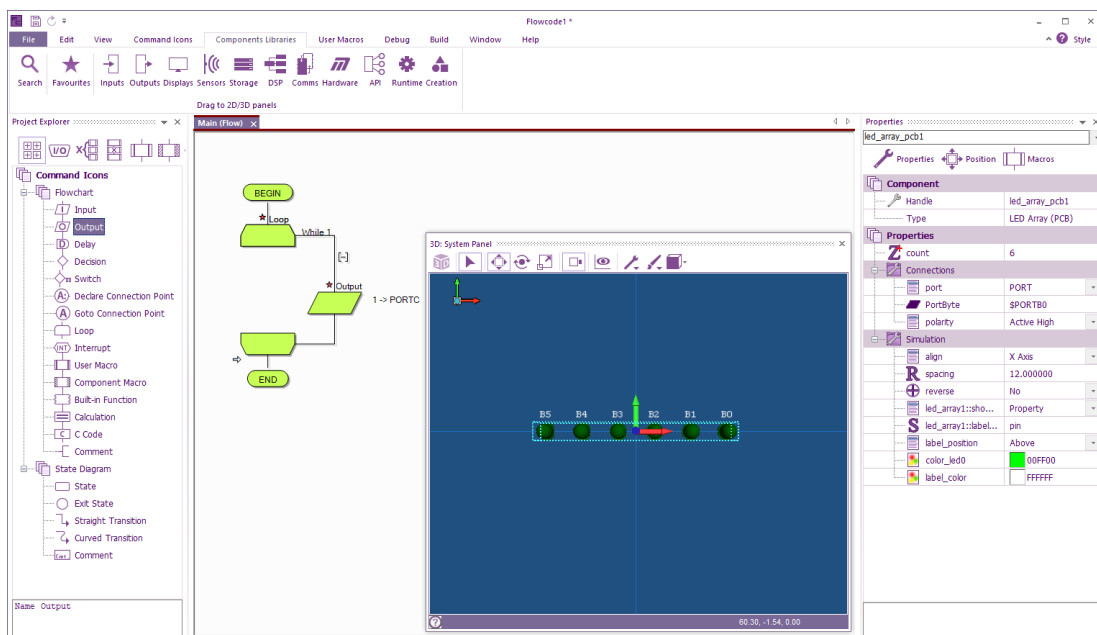 Flowcode1 *
File Edit View Command Icons Components Libraries User Macros Debug Build Window Help Style
Search Favourites Inputs Outputs Displays Sensors Storage DSP Comms Hardware API Runtime Creation
Drag to 2D/3D panels
Project Explorer
I/O
Command Icons
Flowchart
Input
Output
Delay
Decision
Switch
Declare Connection Point
Goto Connection Point
Loop
Interrupt
User Macro
Component Macro
Built-in Function
Calculation
C Code
Comment
State Diagram
State
Exit State
Straight Transition
Curved Transition
Comment
Name Output
Main (Flow)
BEGIN
Loop
While 1
Output
1 -> PORTC
END
3D: System Panel
B5 B4 B3 B2 B1 B0
60.30, -1.54, 0.00
Properties
led_array_pcb1
Properties Position Macros
Component
Handle led_array_pcb1
Type LED Array (PCB)
Properties
count 6
Connections
port PORT
PortByte $PORTB0
polarity Active High
Simulation
align X Axis
spacing 12.000000
reverse No
led_array1::sho... Property
led_array1::label... pin
label_position Above
color_led0 00FF00
label_color FFFFFF